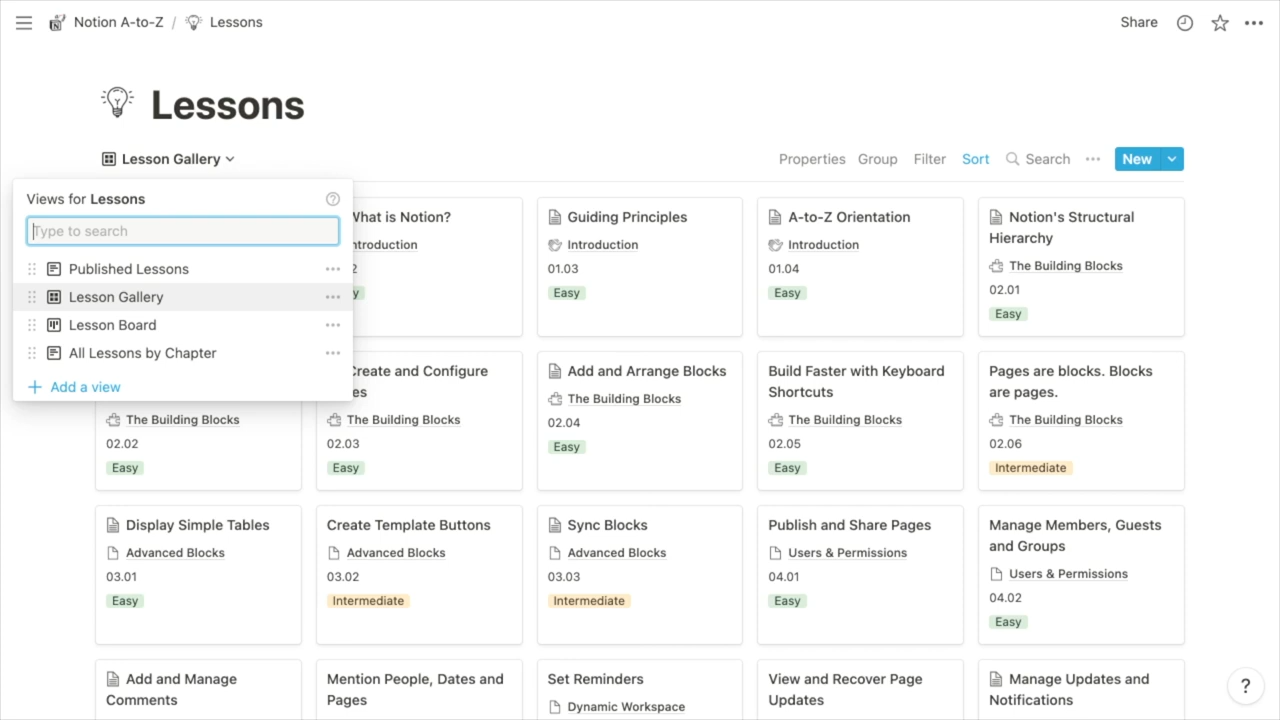 Notion A-to-Z / Lessons
Share
Lessons
Lesson Gallery
Properties Group Filter Sort Search New
Views for Lessons
Type to search
Published Lessons
Lesson Gallery
Lesson Board
All Lessons by Chapter
Add a view
What is Notion?
Introduction
Guiding Principles
Introduction
01.03
Easy
A-to-Z Orientation
Introduction
01.04
Easy
Notion's Structural
Hierarchy
The Building Blocks
02.01
Easy
The Building Blocks
02.02
Easy
Create and Configure
The Building Blocks
02.03
Easy
Add and Arrange Blocks
The Building Blocks
02.04
Easy
Build Faster with Keyboard
Shortcuts
The Building Blocks
02.05
Easy
Pages are blocks. Blocks
are pages.
The Building Blocks
02.06
Intermediate
Display Simple Tables
Advanced Blocks
03.01
Easy
Create Template Buttons
Advanced Blocks
03.02
Intermediate
Sync Blocks
Advanced Blocks
03.03
Intermediate
Publish and Share Pages
Users & Permissions
04.01
Easy
Manage Members, Guests
and Groups
Users & Permissions
04.02
Easy
Add and Manage
Comments
Mention People, Dates and
Pages
Set Reminders
Dynamic Workspace
View and Recover Page
Updates
Manage Updates and
Notifications
?